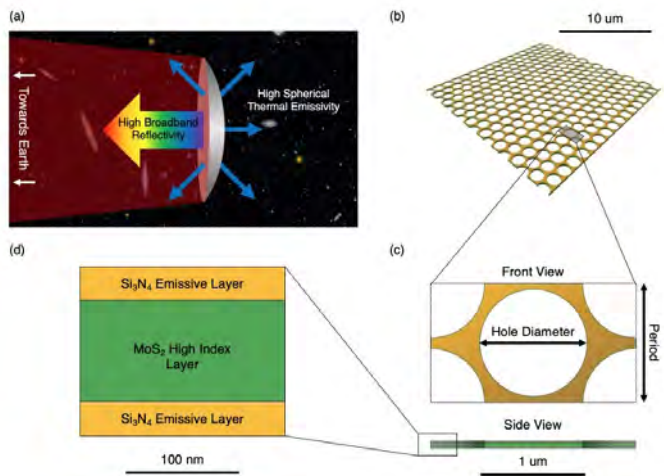 (a)
Towards Earth
High Broadband
Reflectivity
High Spherical
Thermal Emissivity
(b)
10 um
(d)
Si₃N₄ Emissive Layer
MoS₂ High Index
Layer
Si₃N₄ Emissive Layer
100 nm
(c)
Front View
Hole Diameter
Period
Side View
1 um